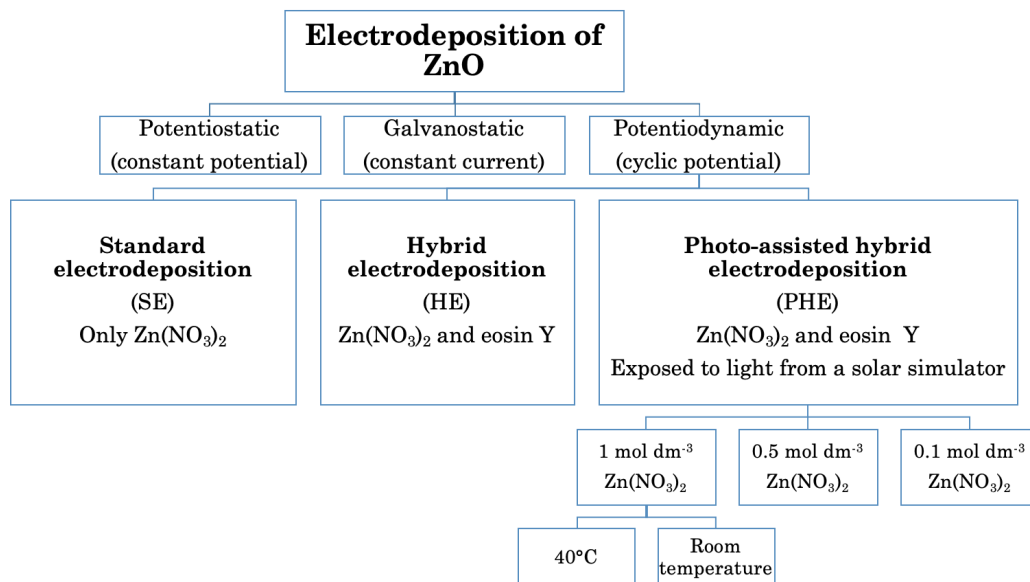 Electrodeposition of
ZnO
Potentiostatic
(constant potential)
Galvanostatic
(constant current)
Potentiodynamic
(cyclic potential)
Standard
electrodeposition
(SE)
Only Zn(NO₃)₂
Hybrid
electrodeposition
(HE)
Zn(NO₃)₂ and eosin Y
Photo-assisted hybrid
electrodeposition
(PHE)
Zn(NO₃)₂ and eosin Y
Exposed to light from a solar simulator
1 mol dm⁻³
Zn(NO₃)₂
0.5 mol dm⁻³
Zn(NO₃)₂
0.1 mol dm⁻³
Zn(NO₃)₂
40°C
Room
temperature